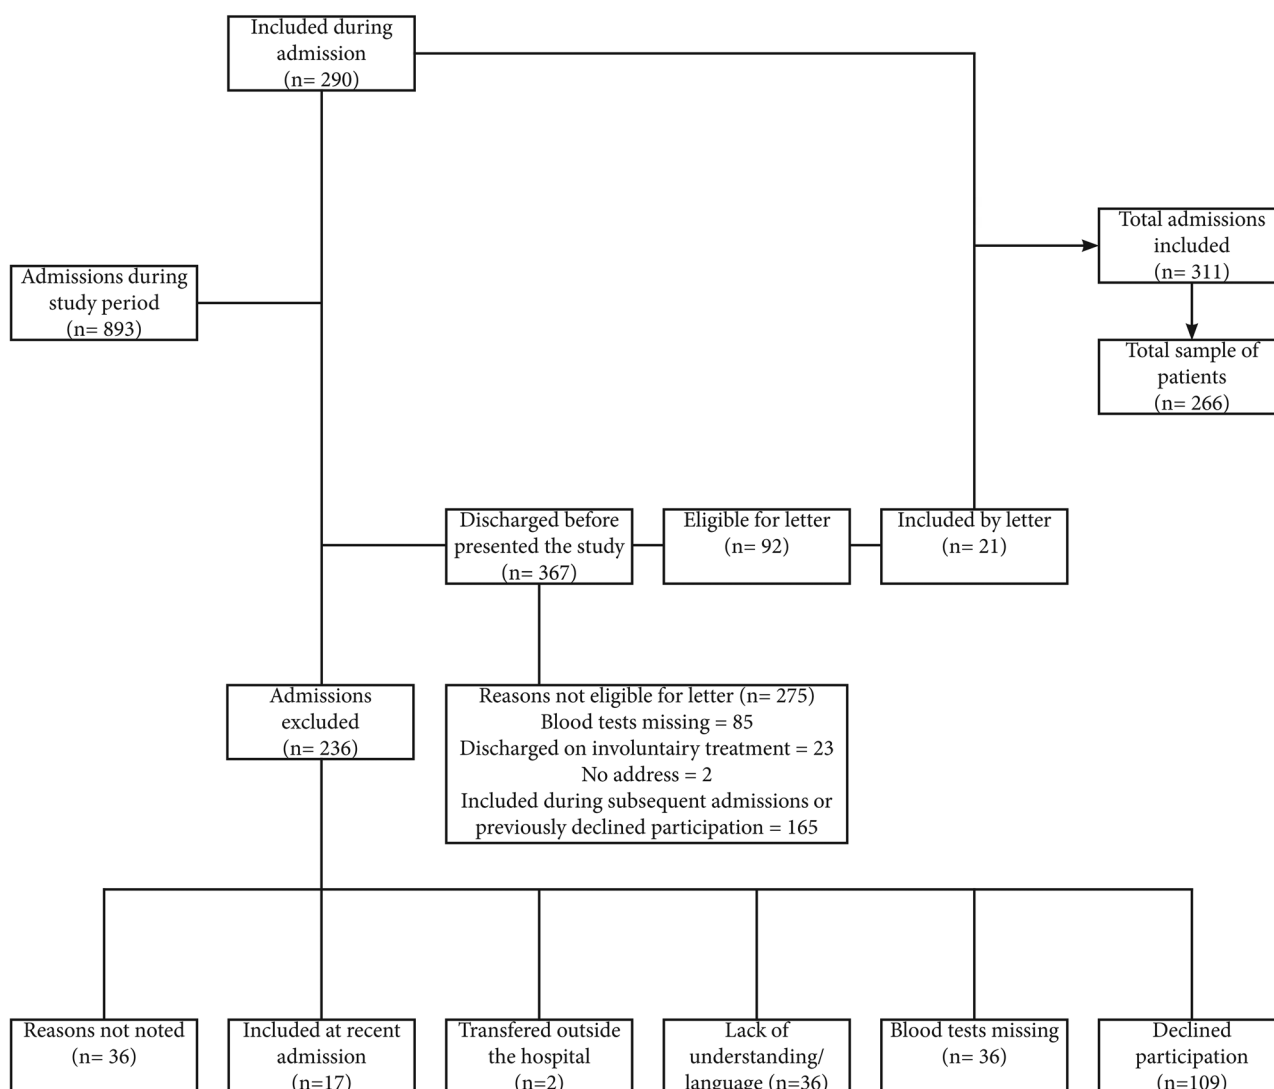 Included during
admission
(n= 290)
Total admissions
included
(n= 311)
Admissions during
study period
(n= 893)
Total sample of
patients
(n= 266)
Discharged before
presented the study
(n= 367)
Eligible for letter
(n= 92)
Included by letter
(n= 21)
Admissions
excluded
(n= 236)
Reasons not eligible for letter (n= 275)
Blood tests missing = 85
Discharged on involuntairy treatment = 23
No address = 2
Included during subsequent admissions or
previously declined participation = 165
Reasons not noted
(n= 36)
Included at recent
admission
(n=17)
Transfered outside
the hospital
(n=2)
Lack of
understanding/
language (n=36)
Blood tests missing
(n= 36)
Declined
participation
(n=109)